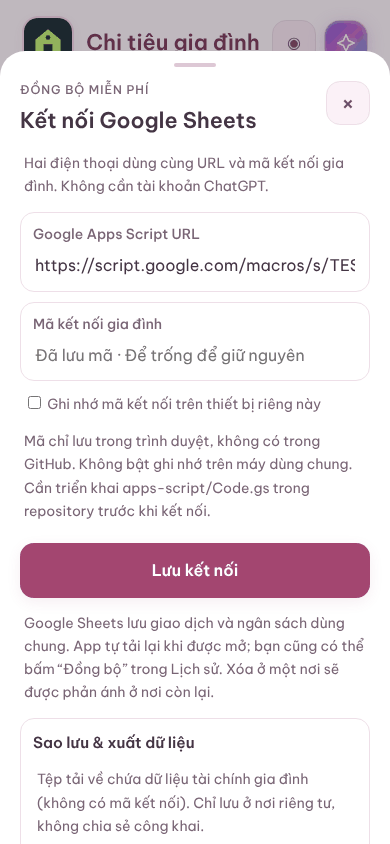 Chi tiêu gia đình
ĐỒNG BỘ MIỄN PHÍ
Kết nối Google Sheets
×
Hai điện thoại dùng cùng URL và mã kết nối gia
đình. Không cần tài khoản ChatGPT.
Google Apps Script URL
https://script.google.com/macros/s/TES
Mã kết nối gia đình
Đã lưu mã · Để trống để giữ nguyên
Ghi nhớ mã kết nối trên thiết bị riêng này
Mã chỉ lưu trong trình duyệt, không có trong
GitHub. Không bật ghi nhớ trên máy dùng chung.
Cần triển khai apps-script/Code.gs trong
repository trước khi kết nối.
Lưu kết nối
Google Sheets lưu giao dịch và ngân sách dùng
chung. App tự tải lại khi được mở; bạn cũng có thể
bấm “Đồng bộ” trong Lịch sử. Xóa ở một nơi sẽ
được phản ánh ở nơi còn lại.
Sao lưu & xuất dữ liệu
Tệp tải về chứa dữ liệu tài chính gia đình
(không có mã kết nối). Chỉ lưu ở nơi riêng tư,
không chia sẻ công khai.